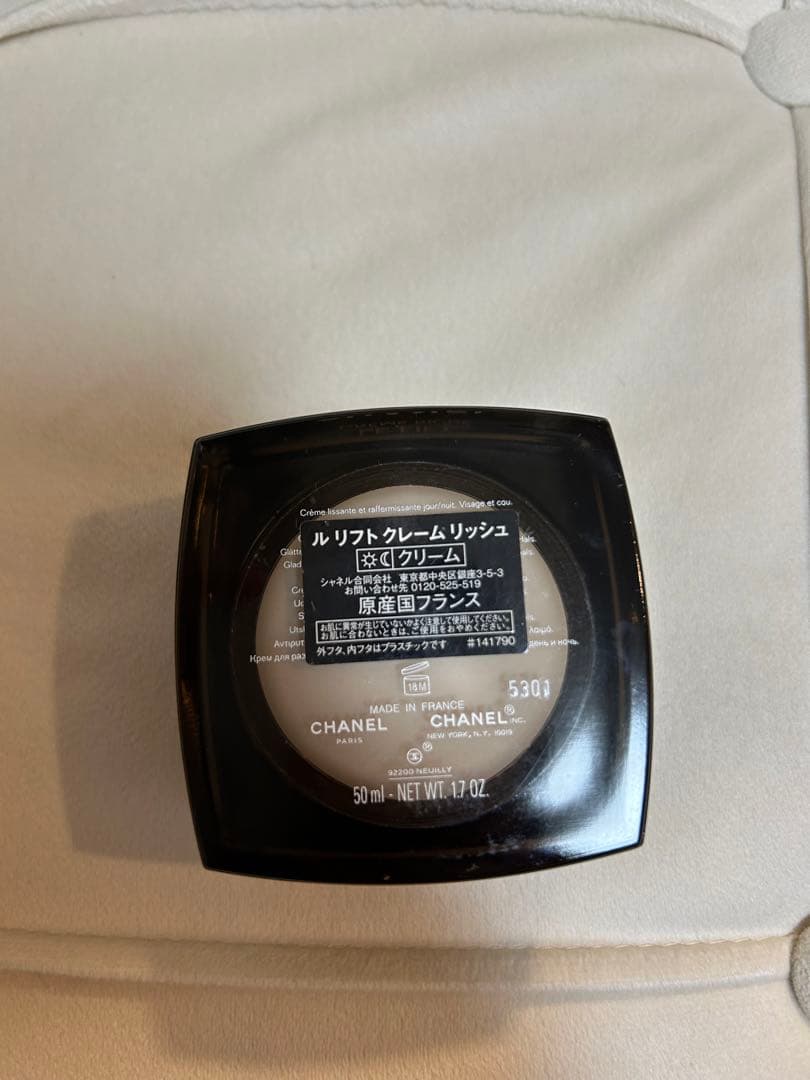 Crème lissante et raffermissante jour/nuit. Visage et cou.
ル リフト クレーム リッシュ
クリーム
シャネル合同会社 東京都中央区銀座3-5-3
お問い合わせ先 0120-525-519
原産国フランス
お肌に異常が生じていないかよく注意して使用してください。
お肌に合わないときは、ご使用をおやめください。
外フタ、内フタはプラスチックです #141790
18M
5301
MADE IN FRANCE
CHANEL CHANEL® INC.
PARIS NEW YORK, N.Y. 10019
®
92200 NEUILLY
50 ml - NET WT. 1.7 OZ.